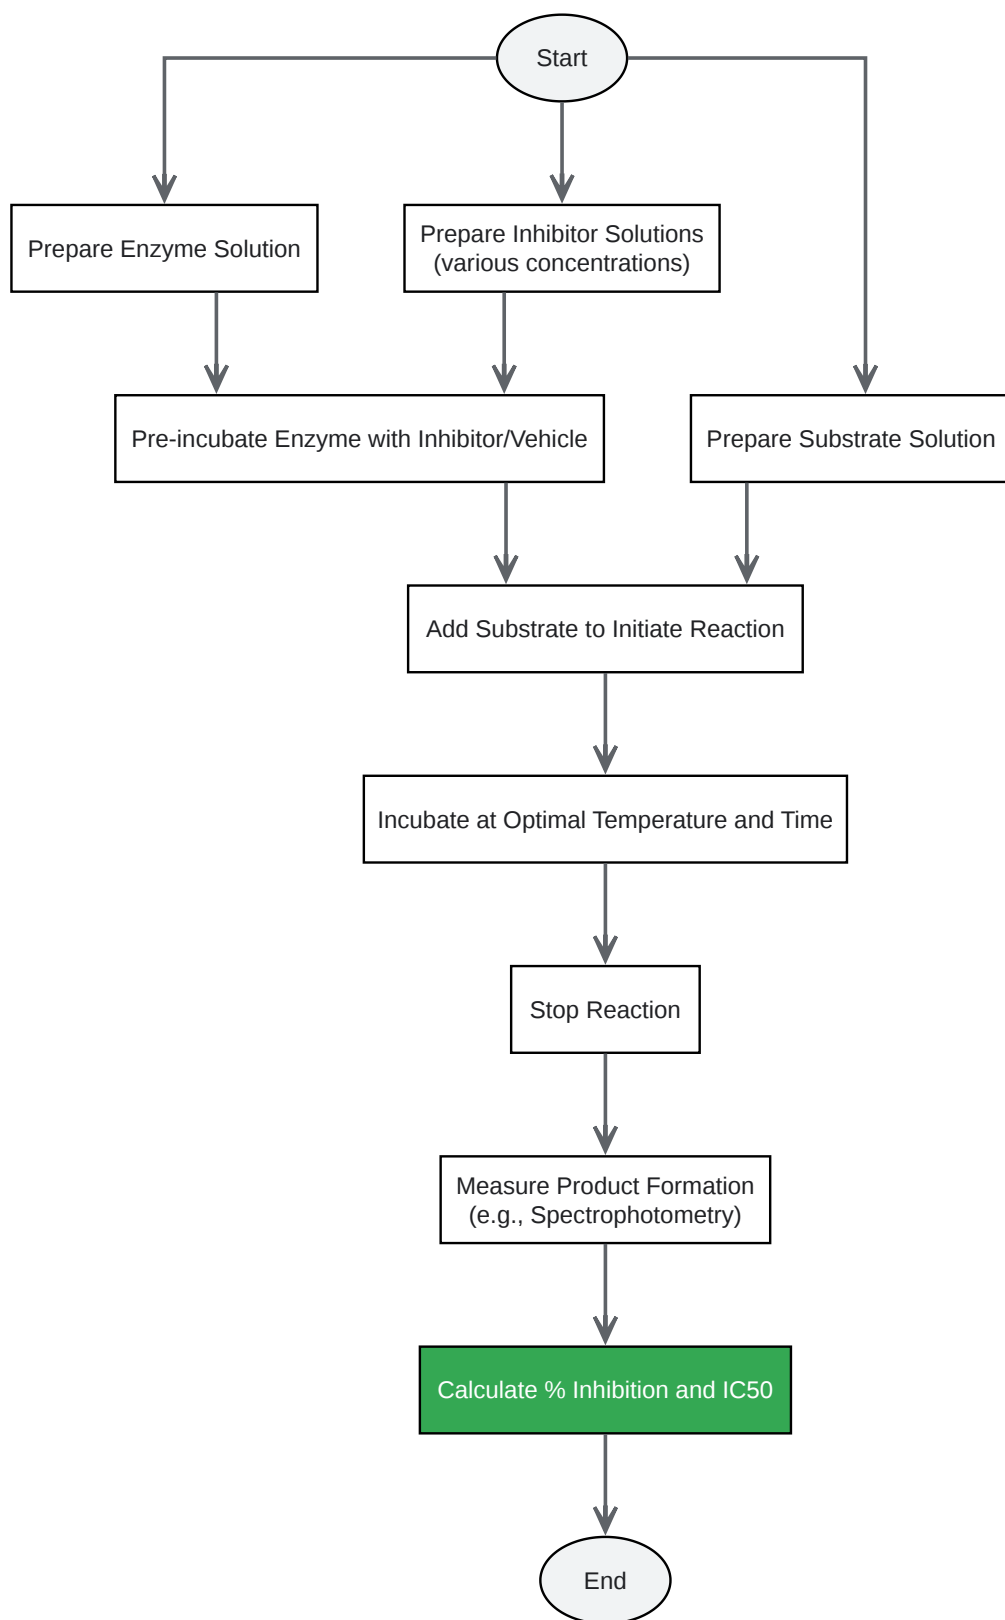 Start
Prepare Enzyme Solution
Prepare Inhibitor Solutions
(various concentrations)
Pre-incubate Enzyme with Inhibitor/Vehicle
Prepare Substrate Solution
Add Substrate to Initiate Reaction
Incubate at Optimal Temperature and Time
Stop Reaction
Measure Product Formation
(e.g., Spectrophotometry)
Calculate % Inhibition and IC50
End